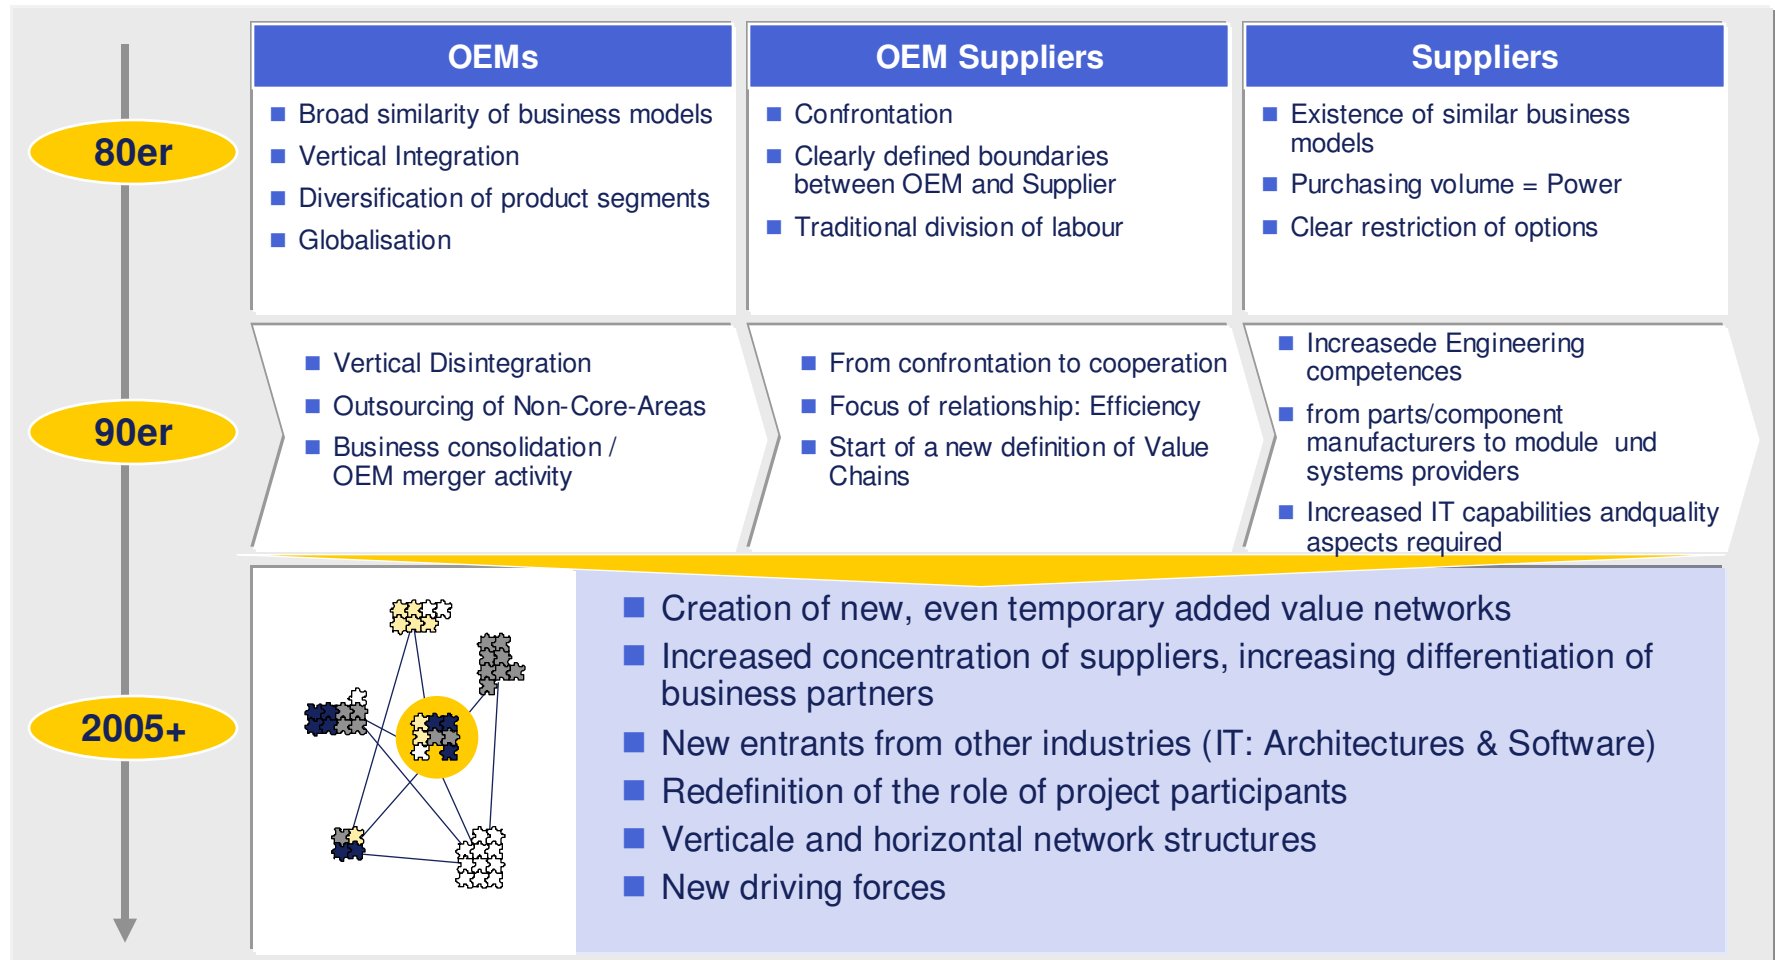 OEMs
OEM Suppliers
Suppliers
80er
Broad similarity of business models
Vertical Integration
Diversification of product segments
Globalisation
Confrontation
Clearly defined boundaries
between OEM and Supplier
Traditional division of labour
Existence of similar business
models
Purchasing volume = Power
Clear restriction of options
90er
Vertical Disintegration
Outsourcing of Non-Core-Areas
Business consolidation /
OEM merger activity
From confrontation to cooperation
Focus of relationship: Efficiency
Start of a new definition of Value
Chains
Increasede Engineering
competences
from parts/component
manufacturers to module  und
systems providers
Increased IT capabilities andquality
aspects required
2005+
Creation of new, even temporary added value networks
Increased concentration of suppliers, increasing differentiation of
business partners
New entrants from other industries (IT: Architectures & Software)
Redefinition of the role of project participants
Verticale and horizontal network structures
New driving forces